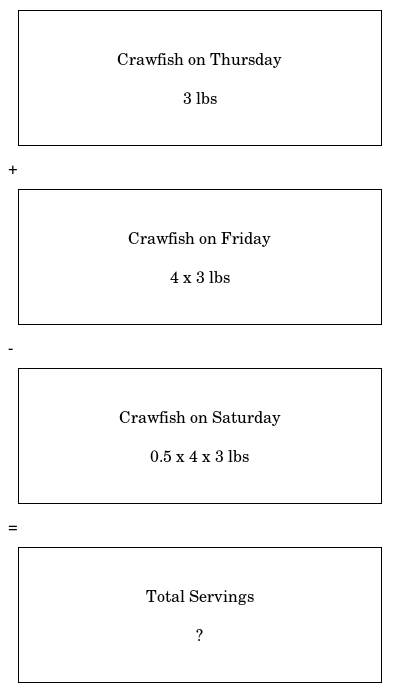 Crawfish on Thursday
3 lbs
+
Crawfish on Friday
4 x 3 lbs
-
Crawfish on Saturday
0.5 x 4 x 3 lbs
=
Total Servings
?